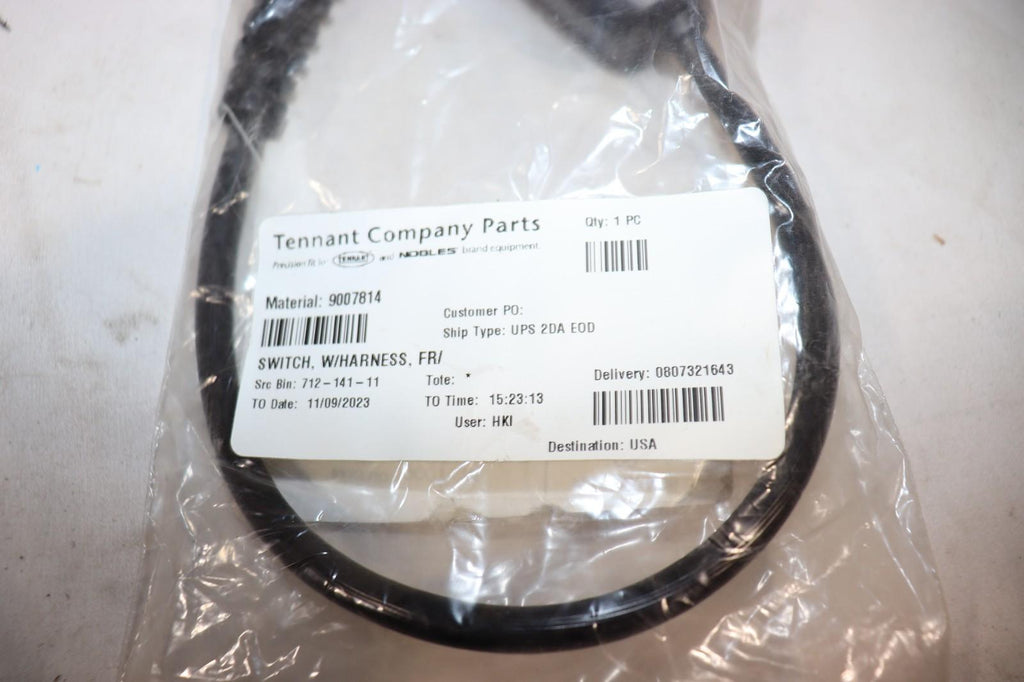 Tennant Company Parts
Qty: 1 PC
Precision fit to TENNANT and NOBLES brand equipment.
Material: 9007814
Customer PO:
Ship Type: UPS 2DA EOD
SWITCH, W/HARNESS, FR/
Src Bin: 712-141-11
Tote: *
Delivery: 0807321643
TO Date: 11/09/2023
TO Time: 15:23:13
User: HKI
Destination: USA